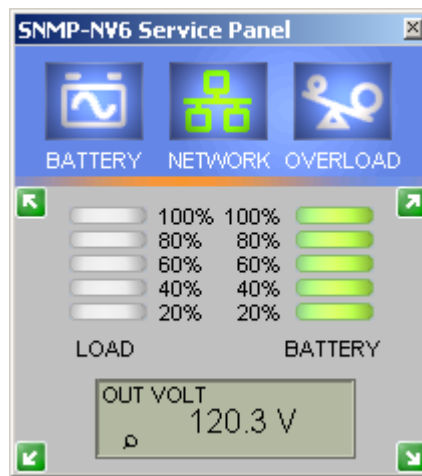 SNMP-NV6 Service Panel
BATTERY NETWORK OVERLOAD
100% 100%
80% 80%
60% 60%
40% 40%
20% 20%
LOAD BATTERY
OUT VOLT
120.3 V